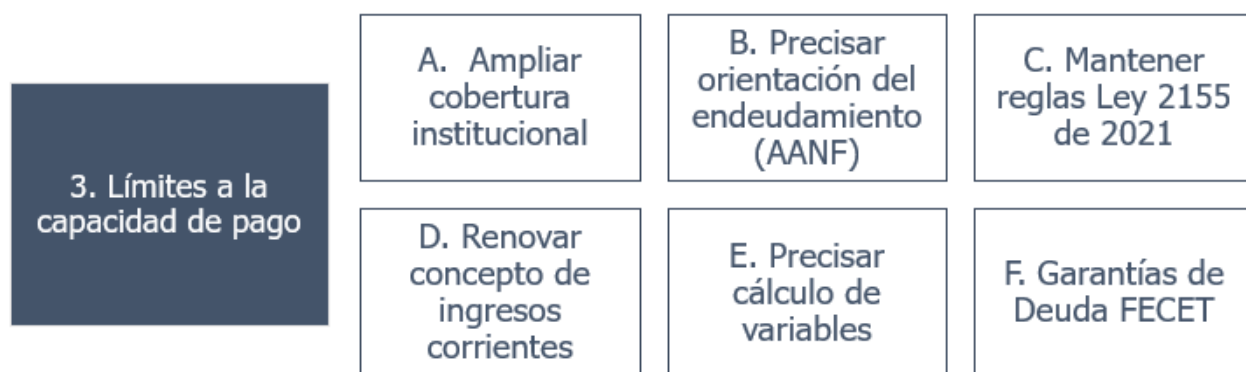 3. Límites a la
capacidad de pago
A. Ampliar
cobertura
institucional
B. Precisar
orientación del
endeudamiento
(AANF)
C. Mantener
reglas Ley 2155
de 2021
D. Renovar
concepto de
ingresos
corrientes
E. Precisar
cálculo de
variables
F. Garantías de
Deuda FECET